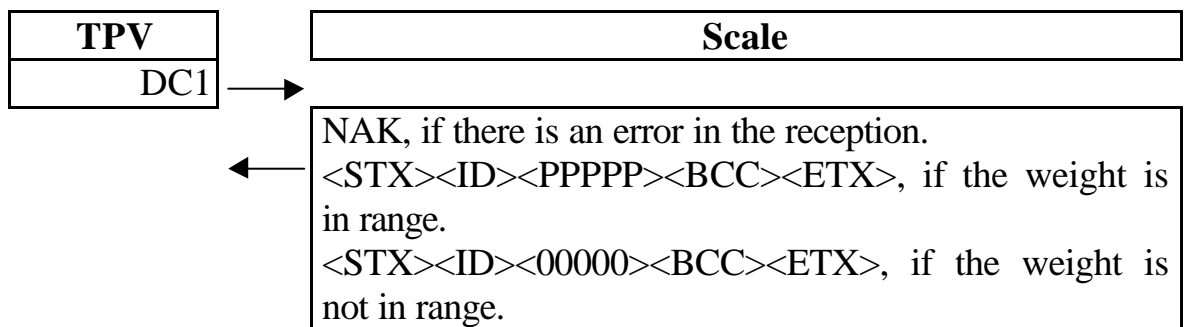 TPV Scale
DC1
NAK, if there is an error in the reception.
<STX><ID><PPPPP><BCC><ETX>, if the weight is
in range.
<STX><ID><00000><BCC><ETX>, if the weight is
not in range.